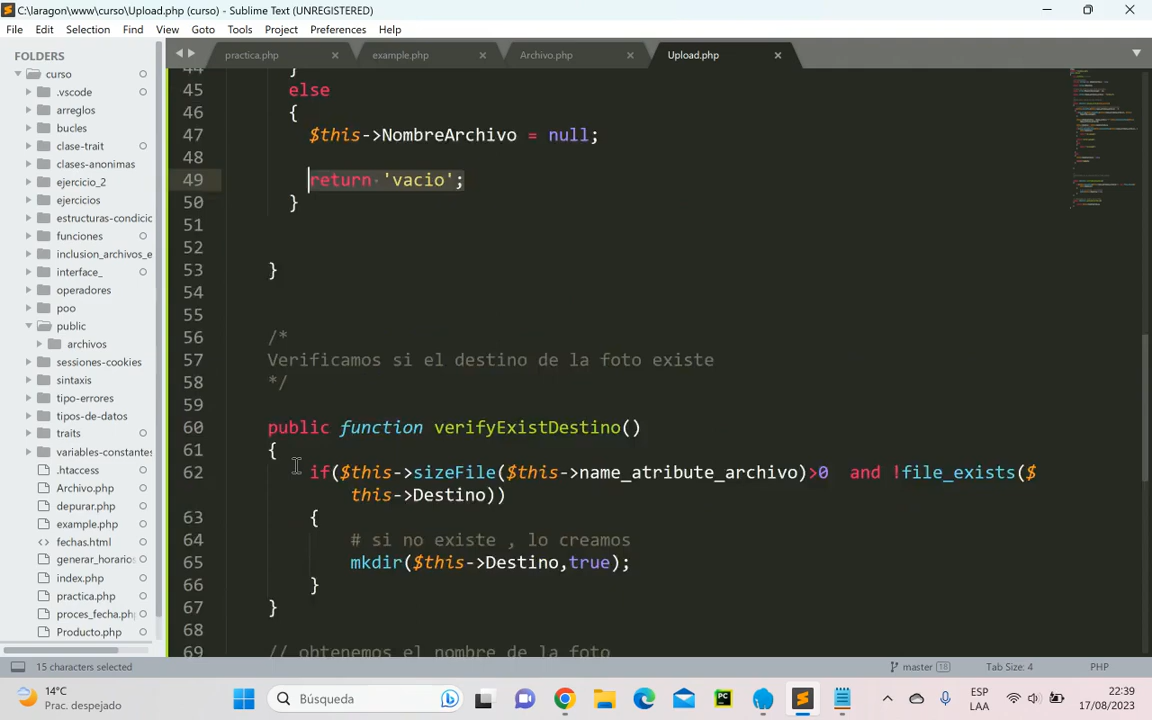 C:\laragon\www\curso\Upload.php (curso) - Sublime Text (UNREGISTERED)
File Edit Selection Find View Goto Tools Project Preferences Help
FOLDERS
curso
.vscode
arreglos
bucles
clase-trait
clases-anonimas
ejercicio_2
ejercicios
estructuras-condicio
funciones
inclusion_archivos_e
interface_
operadores
poo
public
archivos
sessiones-cookies
sintaxis
tipo-errores
tipos-de-datos
traits
variables-constantes
.htaccess
Archivo.php
depurar.php
example.php
fechas.html
generar_horarios
index.php
practica.php
proces_fecha.php
Producto.php
practica.php example.php Archivo.php Upload.php
44 }
45 else
46 {
47 $this->NombreArchivo = null;
48
49 return 'vacio';
50 }
51
52
53 }
54
55
56 /*
57 Verificamos si el destino de la foto existe
58 */
59
60 public function verifyExistDestino()
61 {
62 if($this->sizeFile($this->name_atribute_archivo)>0 and !file_exists($
this->Destino))
63 {
64 # si no existe , lo creamos
65 mkdir($this->Destino,true);
66 }
67 }
68
69 // obtenemos el nombre de la foto
15 characters selected master 18 Tab Size: 4 PHP
14°C
Prac. despejado
Búsqueda
ESP
LAA
22:39
17/08/2023